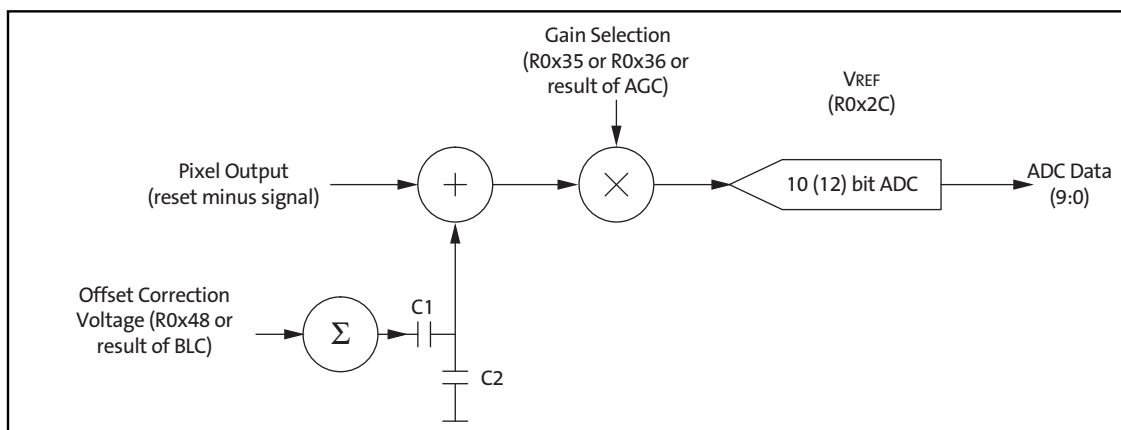 Gain Selection
(R0x35 or R0x36 or
result of AGC)
VREF
(R0x2C)
Pixel Output
(reset minus signal)
+
×
10 (12) bit ADC
ADC Data
(9:0)
Offset Correction
Voltage (R0x48 or
result of BLC)
Σ
C1
C2